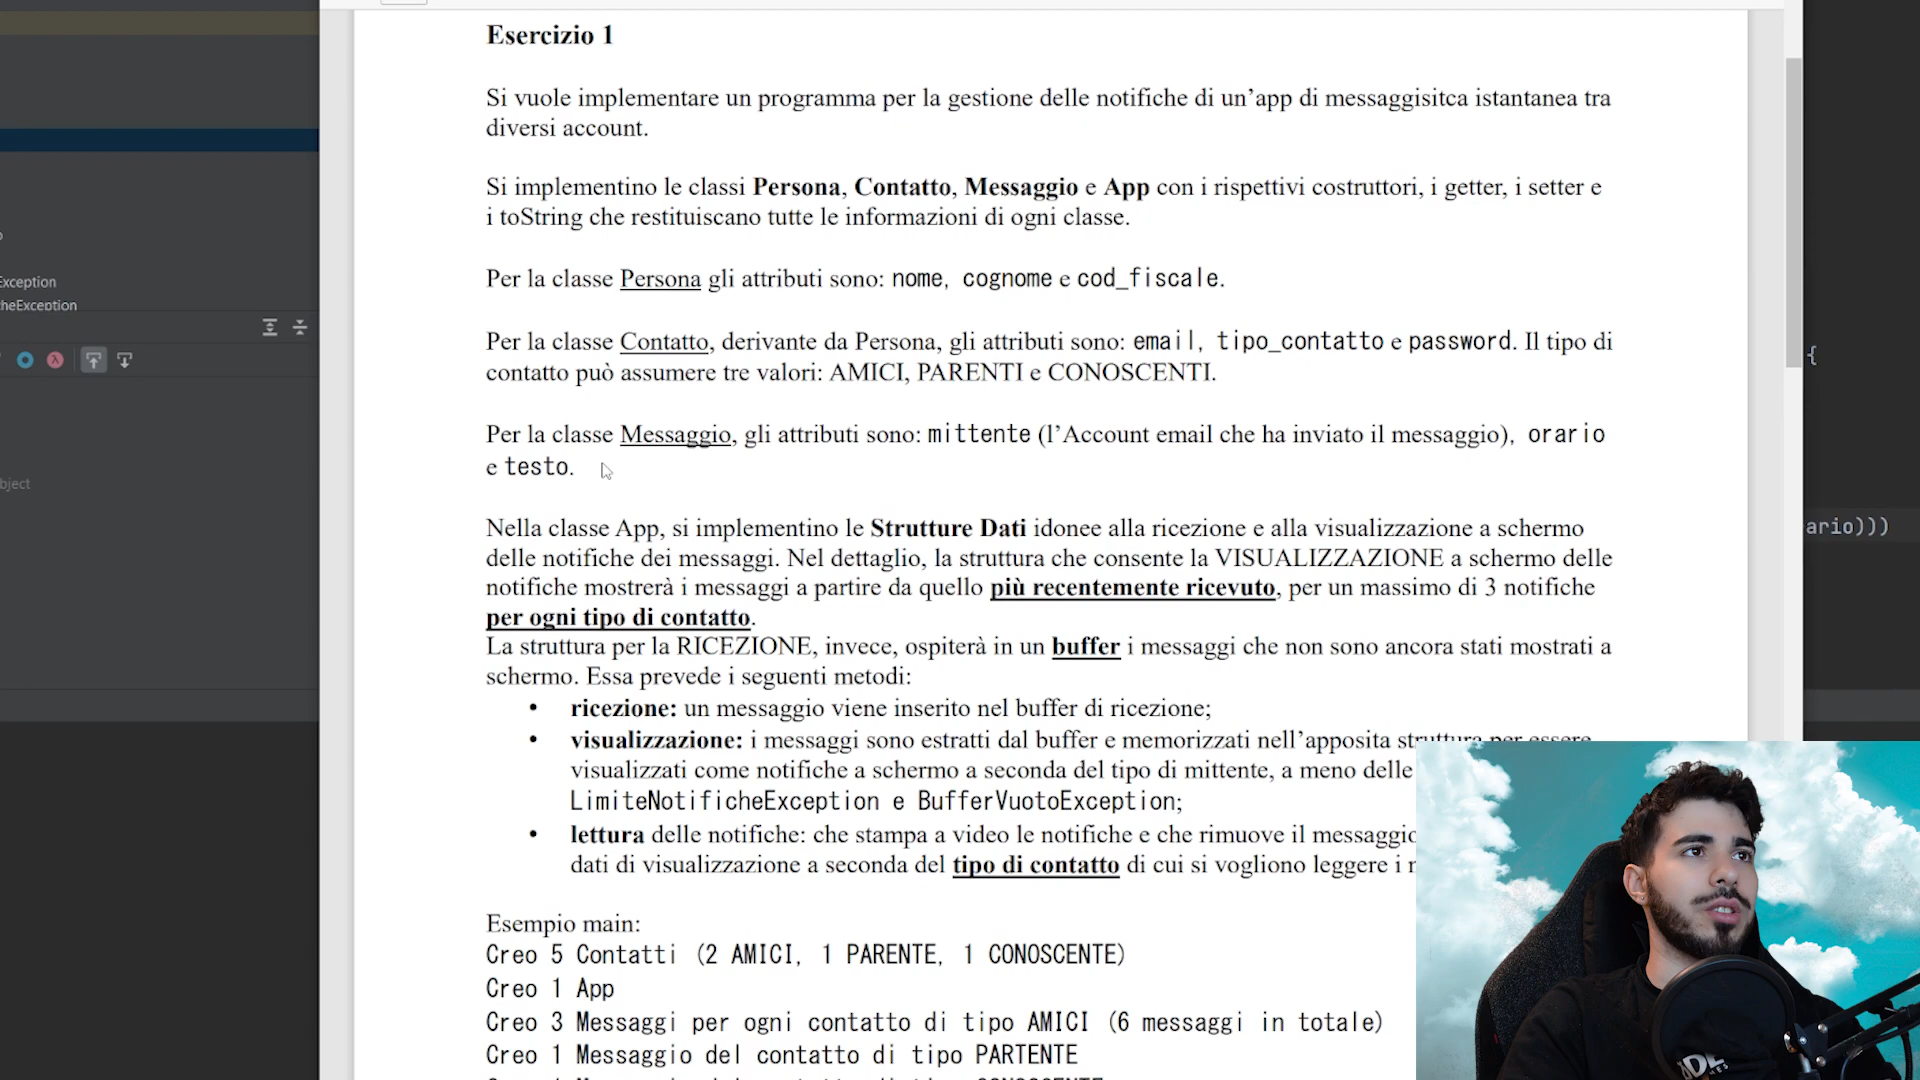 Esercizio 1
Si vuole implementare un programma per la gestione delle notifiche di un'app di messaggisitca istantanea tra
diversi account.
Si implementino le classi Persona, Contatto, Messaggio e App con i rispettivi costruttori, i getter, i setter e
i toString che restituiscano tutte le informazioni di ogni classe.
Per la classe Persona gli attributi sono: nome, cognome e cod_fiscale.
Per la classe Contatto, derivante da Persona, gli attributi sono: email, tipo_contatto e password. Il tipo di
contatto può assumere tre valori: AMICI, PARENTI e CONOSCENTI.
Per la classe Messaggio, gli attributi sono: mittente (l'Account email che ha inviato il messaggio), orario
e testo.
Nella classe App, si implementino le Strutture Dati idonee alla ricezione e alla visualizzazione a schermo
delle notifiche dei messaggi. Nel dettaglio, la struttura che consente la VISUALIZZAZIONE a schermo delle
notifiche mostrerà i messaggi a partire da quello più recentemente ricevuto, per un massimo di 3 notifiche
per ogni tipo di contatto.
La struttura per la RICEZIONE, invece, ospiterà in un buffer i messaggi che non sono ancora stati mostrati a
schermo. Essa prevede i seguenti metodi:
• ricezione: un messaggio viene inserito nel buffer di ricezione;
• visualizzazione: i messaggi sono estratti dal buffer e memorizzati nell'apposita struttura per essere
visualizzati come notifiche a schermo a seconda del tipo di mittente, a meno delle
LimiteNotificheException e BufferVuotoException;
• lettura delle notifiche: che stampa a video le notifiche e che rimuove il messaggio
dati di visualizzazione a seconda del tipo di contatto di cui si vogliono leggere i
Esempio main:
Creo 5 Contatti (2 AMICI, 1 PARENTE, 1 CONOSCENTE)
Creo 1 App
Creo 3 Messaggi per ogni contatto di tipo AMICI (6 messaggi in totale)
Creo 1 Messaggio del contatto di tipo PARTENTE
xception
heException
bject
{
ario)))